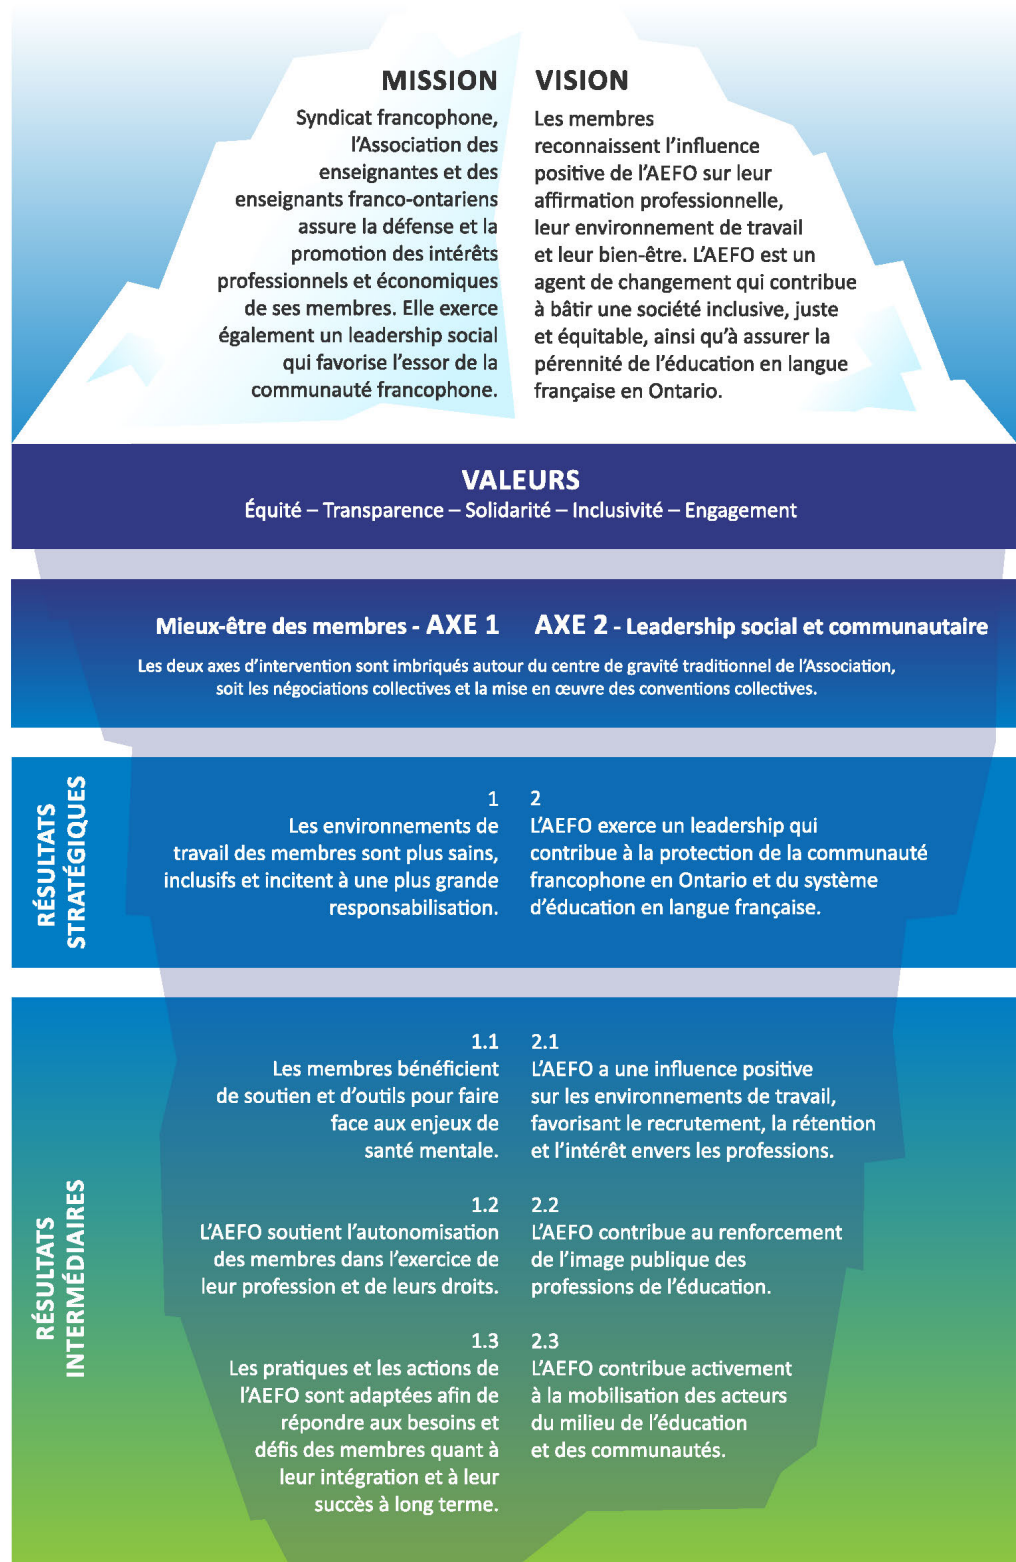 MISSION
Syndicat francophone,
l'Association des
enseignantes et des
enseignants franco-ontariens
assure la défense et la
promotion des intérêts
professionnels et économiques
de ses membres. Elle exerce
également un leadership social
qui favorise l'essor de la
communauté francophone.
VISION
Les membres
reconnaissent l'influence
positive de l'AEFO sur leur
affirmation professionnelle,
leur environnement de travail
et leur bien-être. L'AEFO est un
agent de changement qui contribue
à bâtir une société inclusive, juste
et équitable, ainsi qu'à assurer la
pérennité de l'éducation en langue
française en Ontario.
VALEURS
Équité – Transparence – Solidarité – Inclusivité – Engagement
Mieux-être des membres - AXE 1
AXE 2 - Leadership social et communautaire
Les deux axes d'intervention sont imbriqués autour du centre de gravité traditionnel de l'Association,
soit les négociations collectives et la mise en œuvre des conventions collectives.
RÉSULTATS
STRATÉGIQUES
1
Les environnements de
travail des membres sont plus sains,
inclusifs et incitent à une plus grande
responsabilisation.
2
L'AEFO exerce un leadership qui
contribue à la protection de la communauté
francophone en Ontario et du système
d'éducation en langue française.
RÉSULTATS
INTERMÉDIAIRES
1.1
Les membres bénéficient
de soutien et d'outils pour faire
face aux enjeux de
santé mentale.
2.1
L'AEFO a une influence positive
sur les environnements de travail,
favorisant le recrutement, la rétention
et l'intérêt envers les professions.
1.2
L'AEFO soutient l'autonomisation
des membres dans l'exercice de
leur profession et de leurs droits.
2.2
L'AEFO contribue au renforcement
de l'image publique des
professions de l'éducation.
1.3
Les pratiques et les actions de
l'AEFO sont adaptées afin de
répondre aux besoins et
défis des membres quant à
leur intégration et à leur
succès à long terme.
2.3
L'AEFO contribue activement
à la mobilisation des acteurs
du milieu de l'éducation
et des communautés.